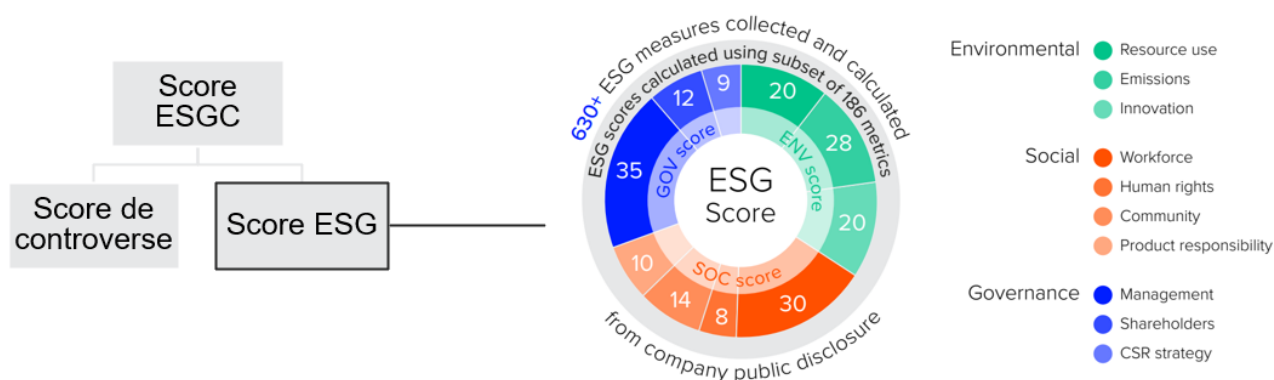 Score
ESGC
Score de
controverse
Score ESG
630+ ESG measures collected and calculated
ESG scores calculated using subset of 186 metrics
from company public disclosure
ESG
Score
GOV score
ENV score
SOC score
9
12
35
20
28
20
30
8
14
10
Environmental
Resource use
Emissions
Innovation
Social
Workforce
Human rights
Community
Product responsibility
Governance
Management
Shareholders
CSR strategy